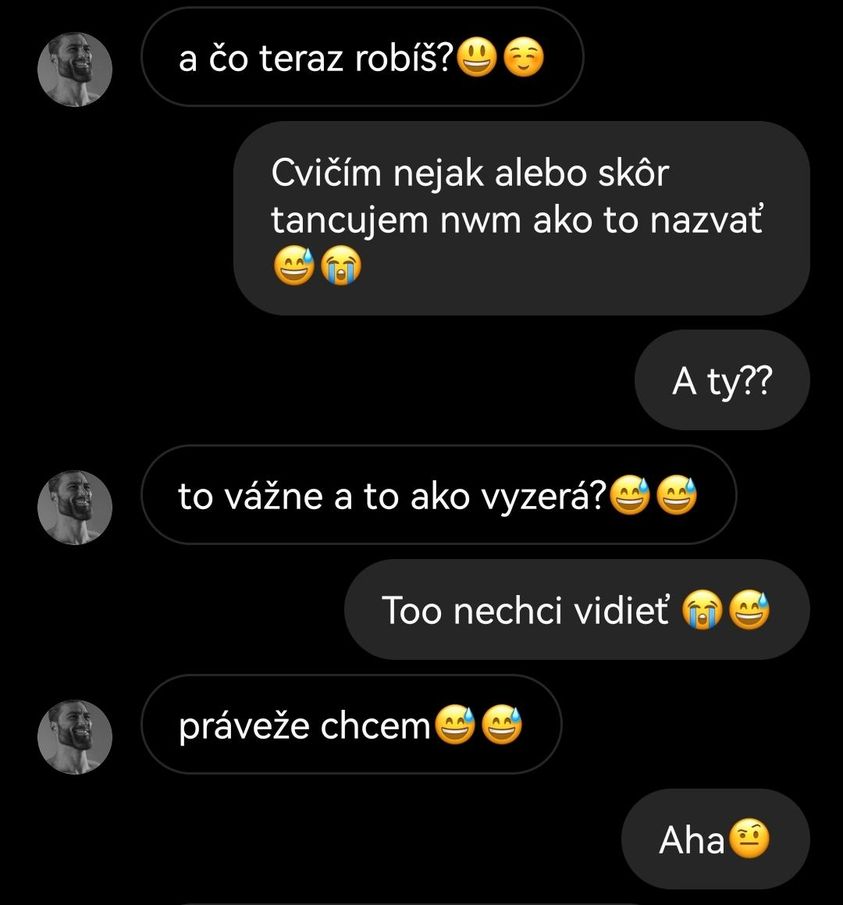 a čo teraz robíš?😃☺️
Cvičím nejak alebo skôr
tancujem nwm ako to nazvať
😅😭
A ty??
to vážne a to ako vyzerá?😅😅
Too nechci vidieť 😭😅
práveže chcem😅😅
Aha🤨